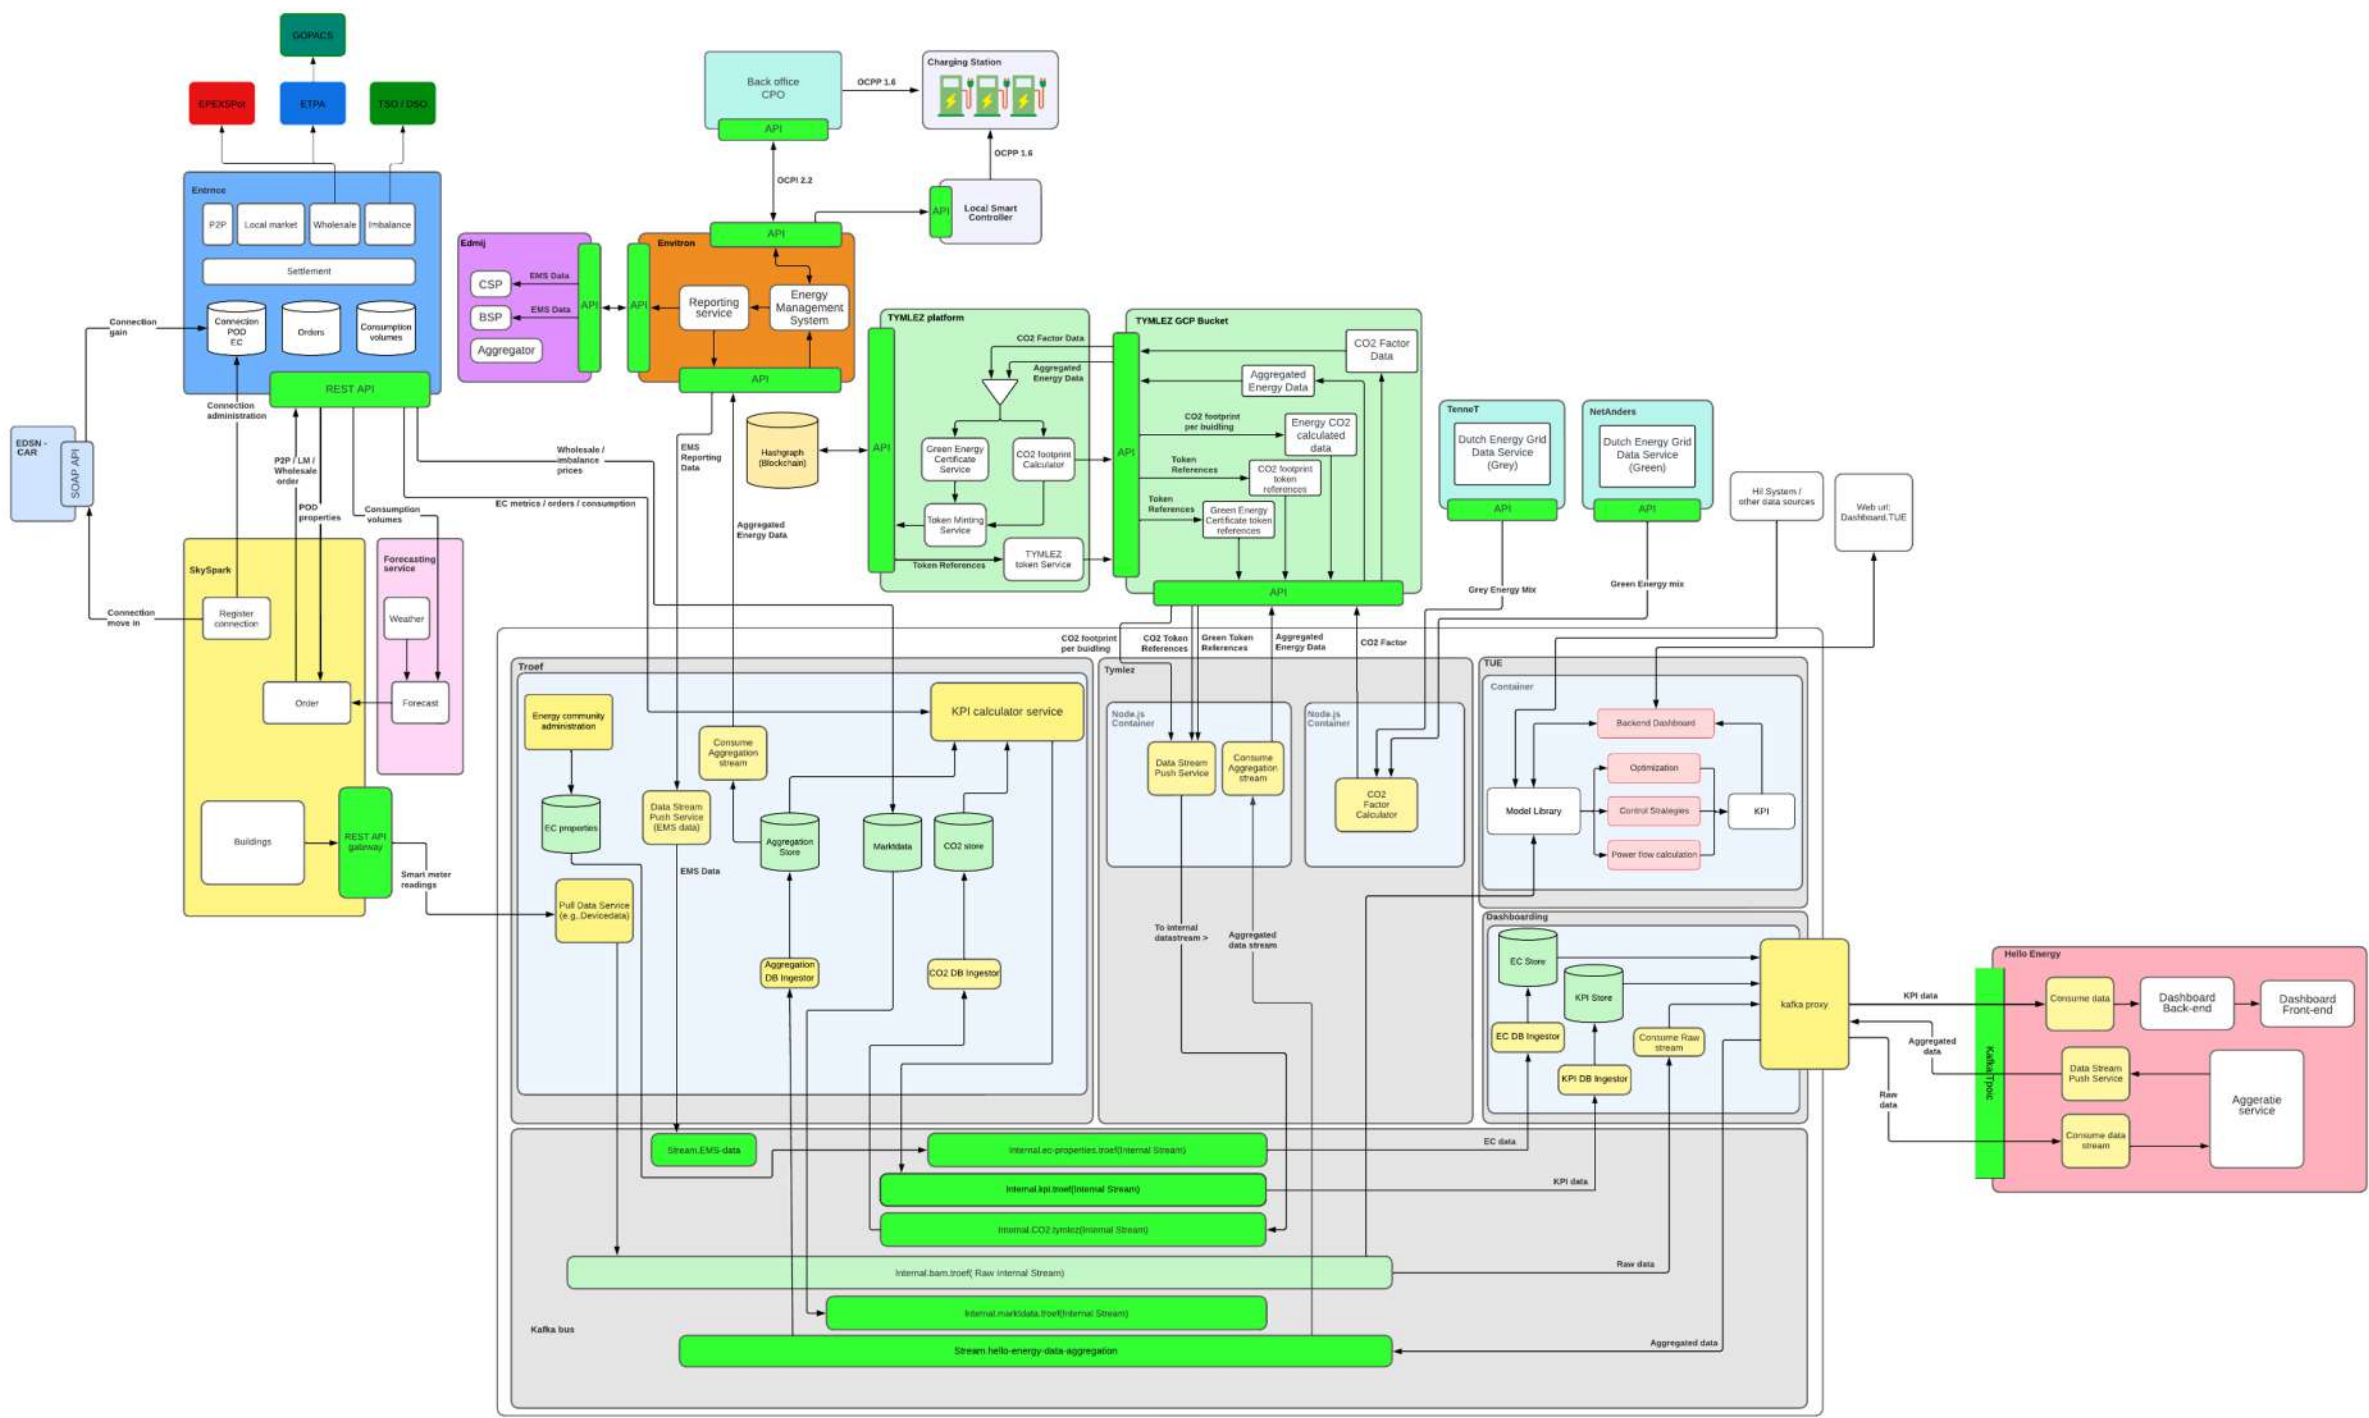 GOPACS
EPEXSPot
ETPA
TSO / DSO
Entrnce
P2P
Local market
Wholesale
Imbalance
Settlement
Connection
POD
EC
Orders
Consumption
volumes
REST API
Connection
gain
Connection
administration
EDSN -
CAR
SOAP API
P2P / LM /
Wholesale
order
POD
properties
Consumption
volumes
Wholesale /
imbalance
prices
EC metrics / orders / consumption
Connection
move in
SkySpark
Register
connection
Order
Buildings
REST API
gateway
Smart meter
readings
Forecasting
service
Weather
Forecast
Back office
CPO
API
OCPP 1.6
Charging Station
OCPP 1.6
OCPI 2.2
API
Local Smart
Controller
Edmij
CSP
BSP
Aggregator
EMS Data
EMS Data
API
Envitron
API
API
Reporting
service
Energy
Management
System
API
EMS
Reporting
Data
Aggregated
Energy Data
Hashgraph
(Blockchain)
TYMLEZ platform
API
CO2 Factor Data
Aggregated
Energy Data
Green Energy
Certificate
Service
CO2 footprint
Calculator
Token Minting
Service
Token References
TYMLEZ
token Service
TYMLEZ GCP Bucket
API
CO2 Factor
Data
Aggregated
Energy Data
CO2 footprint
per buidling
Energy CO2
calculated
data
Token
References
CO2 footprint
token
references
Token
References
Green Energy
Certificate token
references
API
TenneT
Dutch Energy Grid
Data Service
(Grey)
API
NetAnders
Dutch Energy Grid
Data Service
(Green)
API
Hil System /
other data sources
Web url:
Dashboard.TUE
Grey Energy Mix
Green Energy mix
CO2 footprint
per buidling
CO2 Token
References
Green Token
References
Aggregated
Energy Data
CO2 Factor
Troef
Energy community
administration
EC properties
Pull Data Service
(e.g..Devicedata)
Data Stream
Push Service
(EMS data)
EMS Data
Consume
Aggregation
stream
Aggregation
Store
Marktdata
CO2 store
KPI calculator service
Aggregation
DB Ingestor
CO2 DB Ingestor
Tymlez
Node.js
Container
Data Stream
Push Service
Consume
Aggregation
stream
Node.js
Container
CO2
Factor
Calculator
To internal
datastream >
Aggregated
data stream
TUE
Container
Backend Dashboard
Optimization
Model Library
Control Strategies
KPI
Power flow calculation
Dashboarding
EC Store
KPI Store
EC DB Ingestor
KPI DB Ingestor
Consume Raw
stream
kafka proxy
KPI data
Aggregated
data
Raw
data
Hello Energy
Kafka Tpoic
Consume data
Dashboard
Back-end
Dashboard
Front-end
Data Stream
Push Service
Consume data
stream
Aggeratie
service
Stream.EMS-data
Internal.ec-properties.troef(Internal Stream)
EC data
Internal.kpi.troef(Internal Stream)
KPI data
Internal.CO2.tymlez(Internal Stream)
Internal.bam.troef( Raw Internal Stream)
Raw data
Internal.marktdata.troef(Internal Stream)
Kafka bus
Stream.hello-energy-data-aggregation
Aggregated data